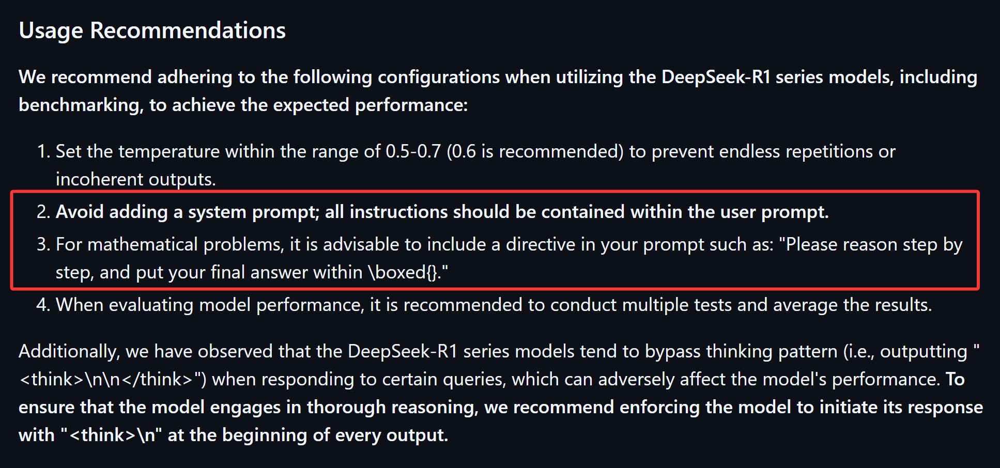 Usage Recommendations
We recommend adhering to the following configurations when utilizing the DeepSeek-R1 series models, including
benchmarking, to achieve the expected performance:
1. Set the temperature within the range of 0.5-0.7 (0.6 is recommended) to prevent endless repetitions or
incoherent outputs.
2. Avoid adding a system prompt; all instructions should be contained within the user prompt.
3. For mathematical problems, it is advisable to include a directive in your prompt such as: "Please reason step by
step, and put your final answer within \boxed{}."
4. When evaluating model performance, it is recommended to conduct multiple tests and average the results.
Additionally, we have observed that the DeepSeek-R1 series models tend to bypass thinking pattern (i.e., outputting "
<think>\n\n</think>") when responding to certain queries, which can adversely affect the model's performance. To
ensure that the model engages in thorough reasoning, we recommend enforcing the model to initiate its response
with "<think>\n" at the beginning of every output.